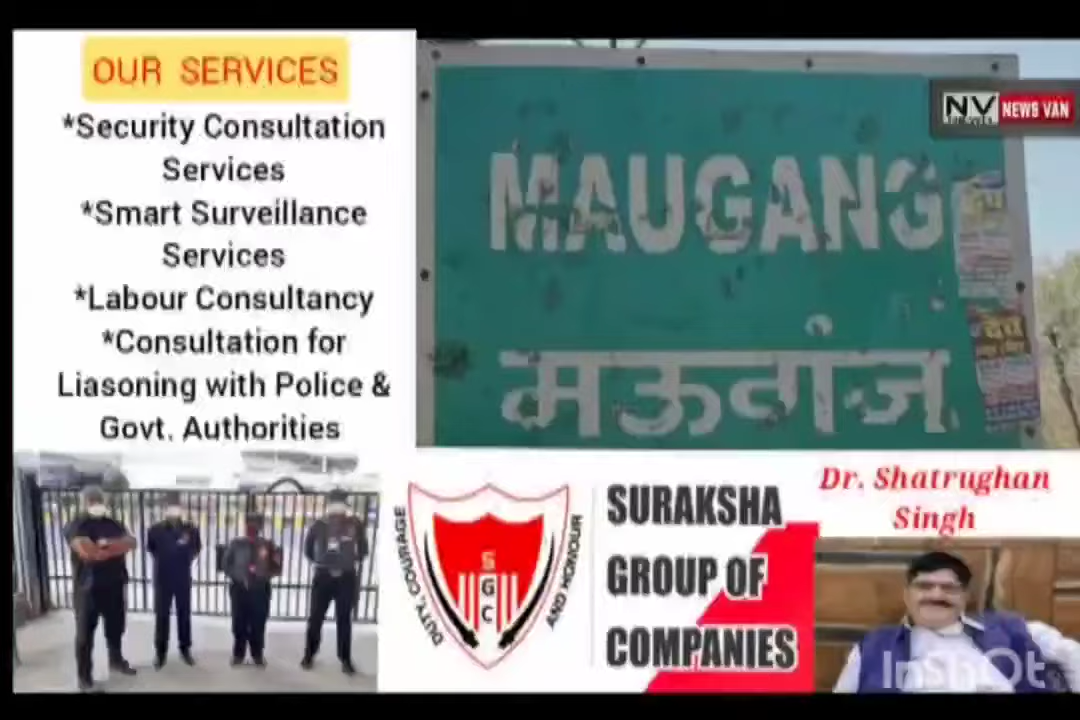 OUR SERVICES
*Security Consultation
Services
*Smart Surveillance
Services
*Labour Consultancy
*Consultation for
Liasoning with Police &
Govt. Authorities
NV
NEWS VAN
MAUGANG
मऊगंज
DUTY, COURAGE
AND HONOUR
SGC
SURAKSHA
GROUP OF
COMPANIES
Dr. Shatrughan
Singh
InShOt